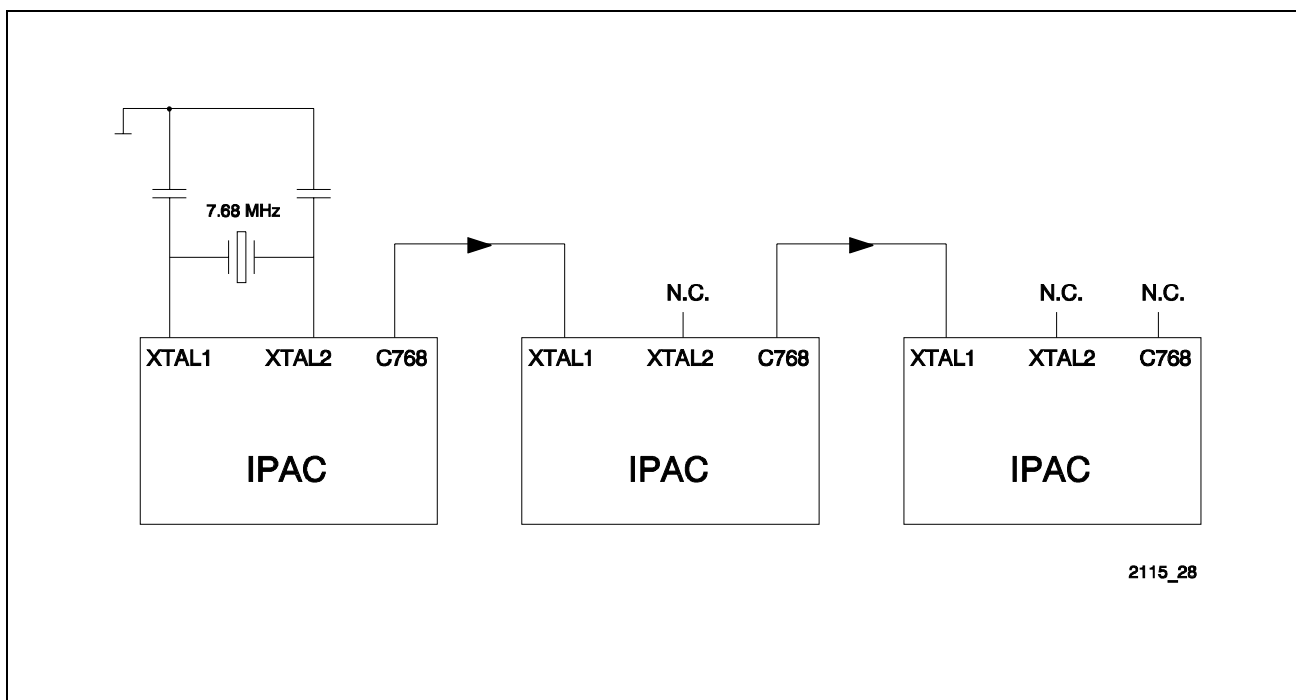 7.68 MHz
N.C.
N.C. N.C.
XTAL1 XTAL2 C768
XTAL1 XTAL2 C768
XTAL1 XTAL2 C768
IPAC
IPAC
IPAC
2115_28